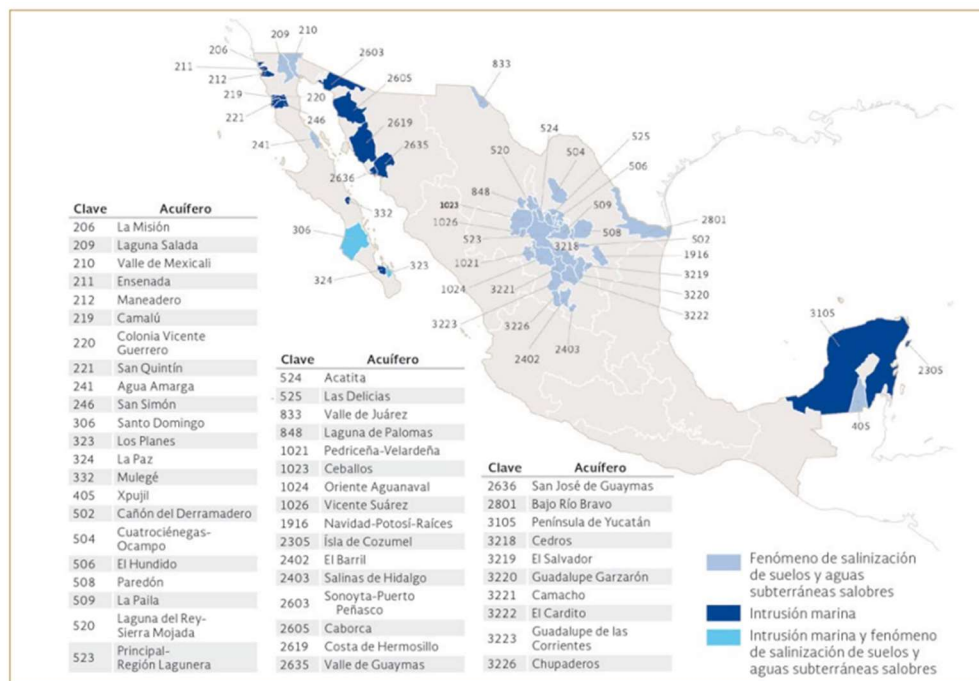 209
210
206
2603
211
2605
833
212
219
220
221
246
241
2619
2635
2636
524
525
520
504
506
848
509
1023
1026
332
306
508
2801
523
3218
502
1916
1021
3219
323
324
1024
3221
3220
3223
3222
3226
2402
2403
3105
2305
405
Clave Acuífero
206 La Misión
209 Laguna Salada
210 Valle de Mexicali
211 Ensenada
212 Maneadero
219 Camalú
220 Colonia Vicente
Guerrero
221 San Quintín
241 Agua Amarga
246 San Simón
306 Santo Domingo
323 Los Planes
324 La Paz
332 Mulegé
405 Xpujil
502 Cañón del Derramadero
504 Cuatrociénegas-
Ocampo
506 El Hundido
508 Paredón
509 La Paila
520 Laguna del Rey-
Sierra Mojada
523 Principal-
Región Lagunera
Clave Acuífero
524 Acatita
525 Las Delicias
833 Valle de Juárez
848 Laguna de Palomas
1021 Pedriceña-Velardeña
1023 Ceballos
1024 Oriente Aguanaval
1026 Vicente Suárez
1916 Navidad-Potosí-Raíces
2305 Ísla de Cozumel
2402 El Barril
2403 Salinas de Hidalgo
2603 Sonoyta-Puerto
Peñasco
2605 Caborca
2619 Costa de Hermosillo
2635 Valle de Guaymas
Clave Acuífero
2636 San José de Guaymas
2801 Bajo Río Bravo
3105 Península de Yucatán
3218 Cedros
3219 El Salvador
3220 Guadalupe Garzarón
3221 Camacho
3222 El Cardito
3223 Guadalupe de las
Corrientes
3226 Chupaderos
Fenómeno de salinización
de suelos y aguas
subterráneas salobres
Intrusión marina
Intrusión marina y fenómeno
de salinización de suelos y
aguas subterráneas salobres